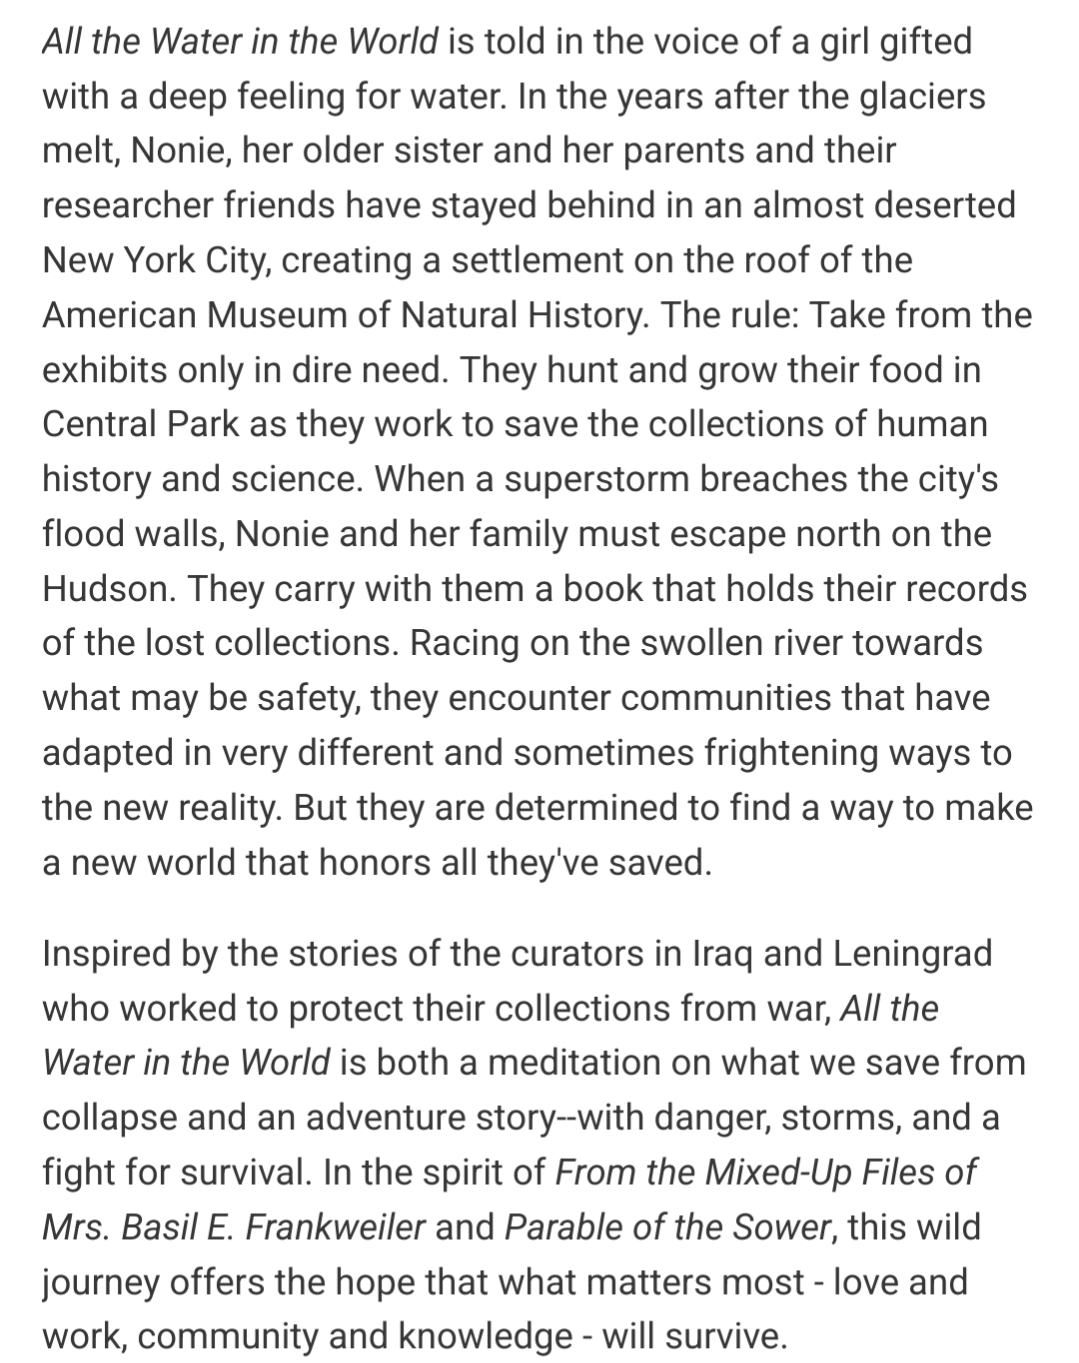 All the Water in the World is told in the voice of a girl gifted
with a deep feeling for water. In the years after the glaciers
melt, Nonie, her older sister and her parents and their
researcher friends have stayed behind in an almost deserted
New York City, creating a settlement on the roof of the
American Museum of Natural History. The rule: Take from the
exhibits only in dire need. They hunt and grow their food in
Central Park as they work to save the collections of human
history and science. When a superstorm breaches the city's
flood walls, Nonie and her family must escape north on the
Hudson. They carry with them a book that holds their records
of the lost collections. Racing on the swollen river towards
what may be safety, they encounter communities that have
adapted in very different and sometimes frightening ways to
the new reality. But they are determined to find a way to make
a new world that honors all they've saved.

Inspired by the stories of the curators in Iraq and Leningrad
who worked to protect their collections from war, All the
Water in the World is both a meditation on what we save from
collapse and an adventure story--with danger, storms, and a
fight for survival. In the spirit of From the Mixed-Up Files of
Mrs. Basil E. Frankweiler and Parable of the Sower, this wild
journey offers the hope that what matters most - love and
work, community and knowledge - will survive.